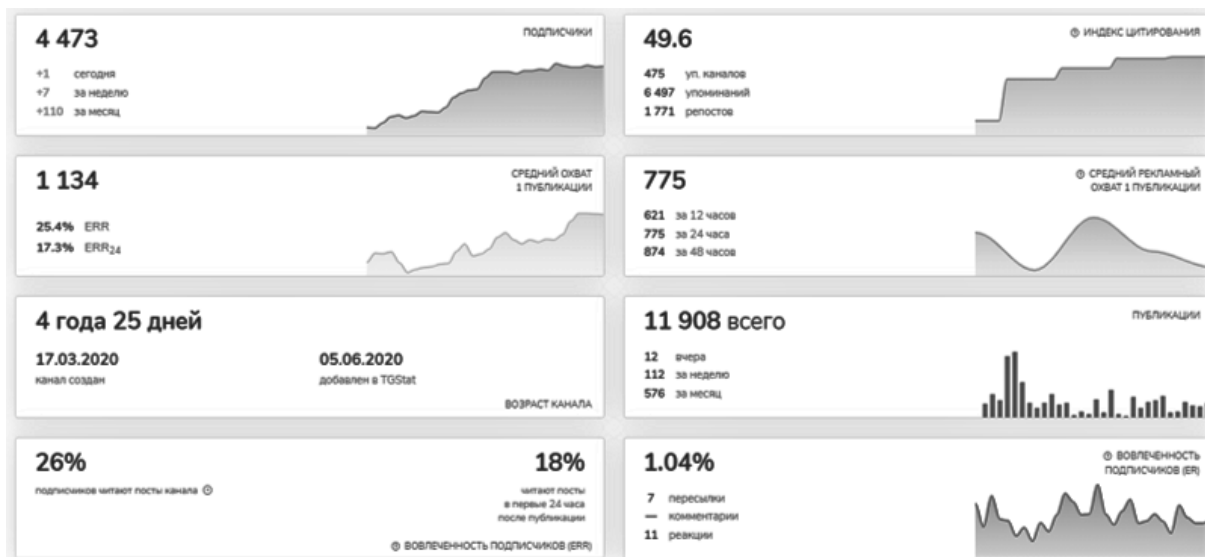 4 473
ПОДПИСЧИКИ
+1 сегодня
+7 за неделю
+110 за месяц
49.6
ИНДЕКС ЦИТИРОВАНИЯ
475 уп. каналов
6 497 упоминаний
1 771 репостов
1 134
СРЕДНИЙ ОХВАТ
1 ПУБЛИКАЦИИ
25.4% ERR
17.3% ERR24
775
СРЕДНИЙ РЕКЛАМНЫЙ
ОХВАТ 1 ПУБЛИКАЦИИ
621 за 12 часов
775 за 24 часа
874 за 48 часов
4 года 25 дней
17.03.2020
канал создан
05.06.2020
добавлен в TGStat
ВОЗРАСТ КАНАЛА
11 908 всего
ПУБЛИКАЦИИ
12 вчера
112 за неделю
576 за месяц
26%
подписчиков читают посты канала
18%
читают посты
в первые 24 часа
после публикации
ВОВЛЕЧЕННОСТЬ ПОДПИСЧИКОВ (ERR)
1.04%
ВОВЛЕЧЕННОСТЬ
ПОДПИСЧИКОВ (ER)
7 пересылки
— комментарии
11 реакции